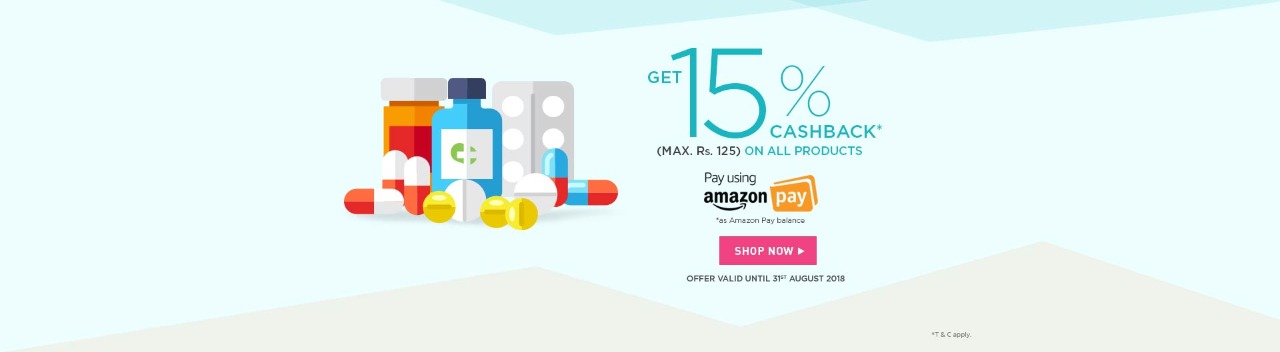 GET 15% CASHBACK*
(MAX. Rs. 125) ON ALL PRODUCTS
Pay using
amazon pay
*as Amazon Pay balance
SHOP NOW ▶
OFFER VALID UNTIL 31ST AUGUST 2018
*T & C apply.